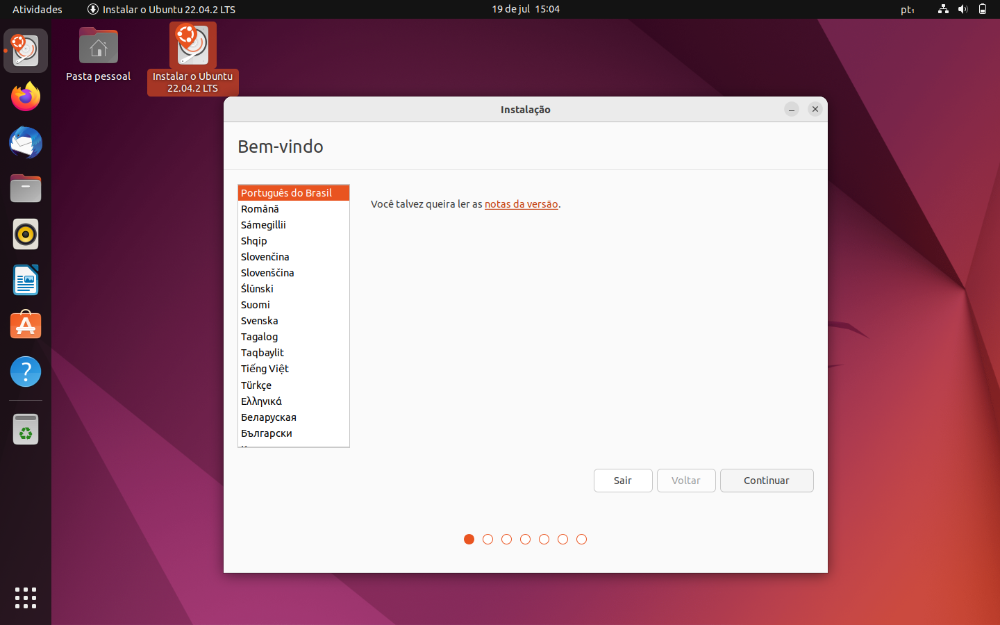 Atividades
Instalar o Ubuntu 22.04.2 LTS
19 de jul 15:04
pt₁
Pasta pessoal
Instalar o Ubuntu
22.04.2 LTS
Instalação
Bem-vindo
Português do Brasil
Română
Sámegillii
Shqip
Slovenčina
Slovenščina
Ślůnski
Suomi
Svenska
Tagalog
Taqbaylit
Tiếng Việt
Türkçe
Ελληνικά
Беларуская
Български
Você talvez queira ler as notas da versão.
Sair
Voltar
Continuar